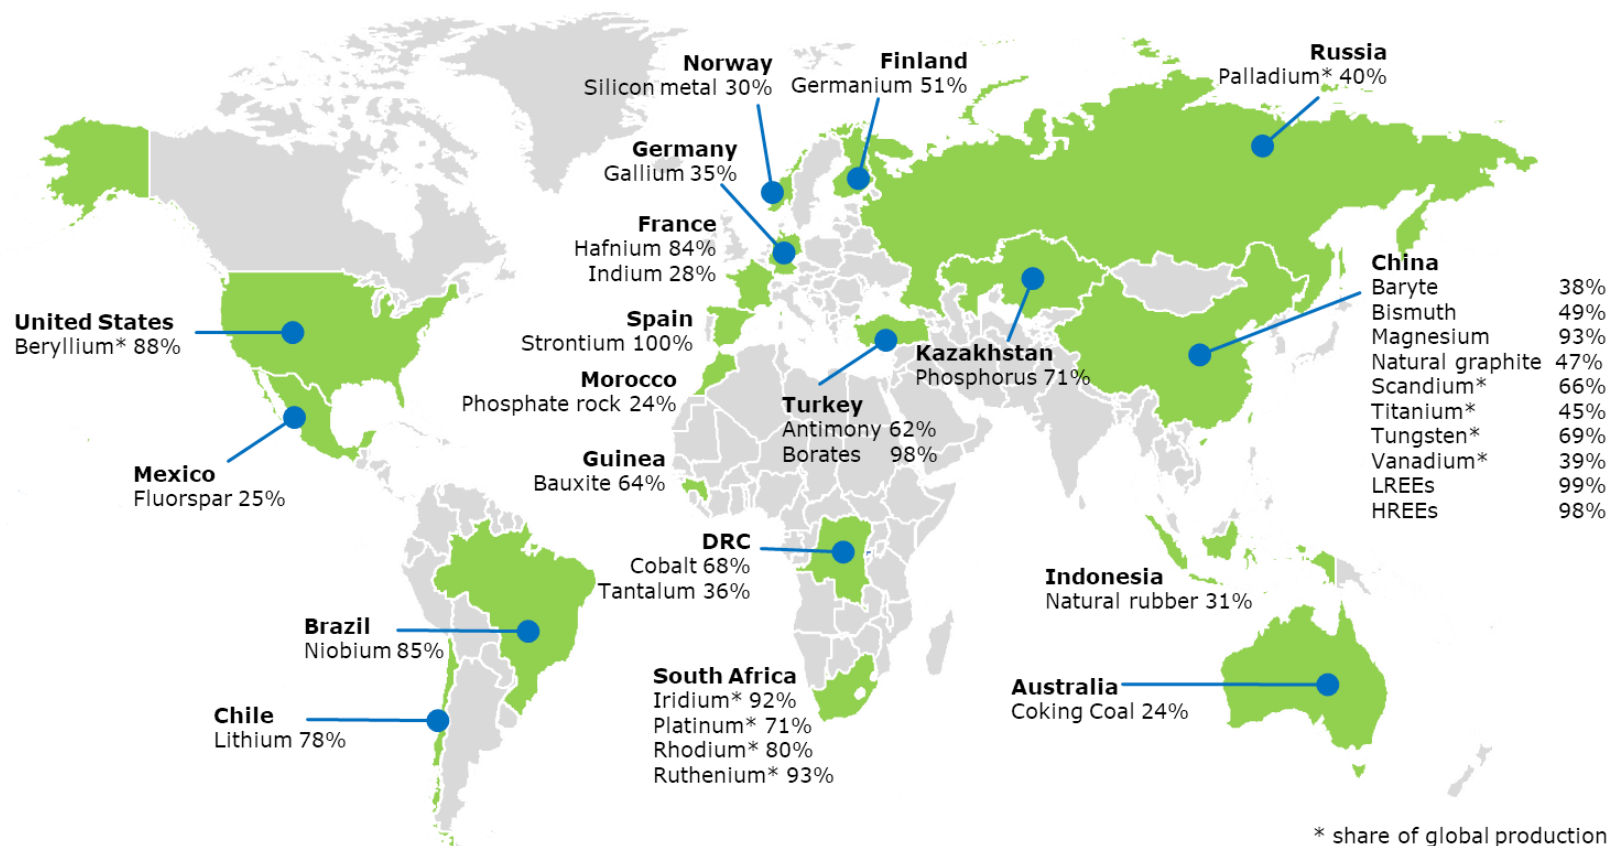 Norway
Silicon metal 30%
Finland
Germanium 51%
Russia
Palladium* 40%
Germany
Gallium 35%
France
Hafnium 84%
Indium 28%
Spain
Strontium 100%
Morocco
Phosphate rock 24%
United States
Beryllium* 88%
Mexico
Fluorspar 25%
Guinea
Bauxite 64%
Turkey
Antimony 62%
Borates 98%
Kazakhstan
Phosphorus 71%
China
Baryte 38%
Bismuth 49%
Magnesium 93%
Natural graphite 47%
Scandium* 66%
Titanium* 45%
Tungsten* 69%
Vanadium* 39%
LREEs 99%
HREEs 98%
DRC
Cobalt 68%
Tantalum 36%
Indonesia
Natural rubber 31%
Brazil
Niobium 85%
Chile
Lithium 78%
South Africa
Iridium* 92%
Platinum* 71%
Rhodium* 80%
Ruthenium* 93%
Australia
Coking Coal 24%
* share of global production